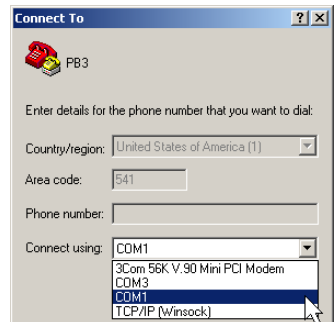 Connect To
PB3
Enter details for the phone number that you want to dial:
Country/region: United States of America (1)
Area code: 541
Phone number:
Connect using: COM1
3Com 56K V.90 Mini PCI Modem
COM3
COM1
TCP/IP (Winsock)